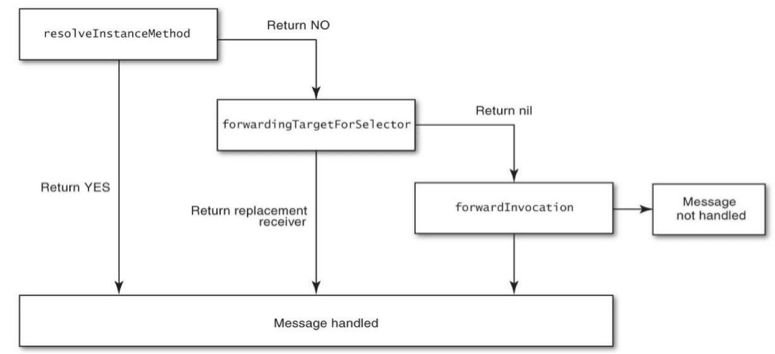 Return NO
resolveInstanceMethod
Return nil
forwardingTargetForSelector
Return YES
Return replacement
receiver
forwardInvocation
Message
not handled
Message handled